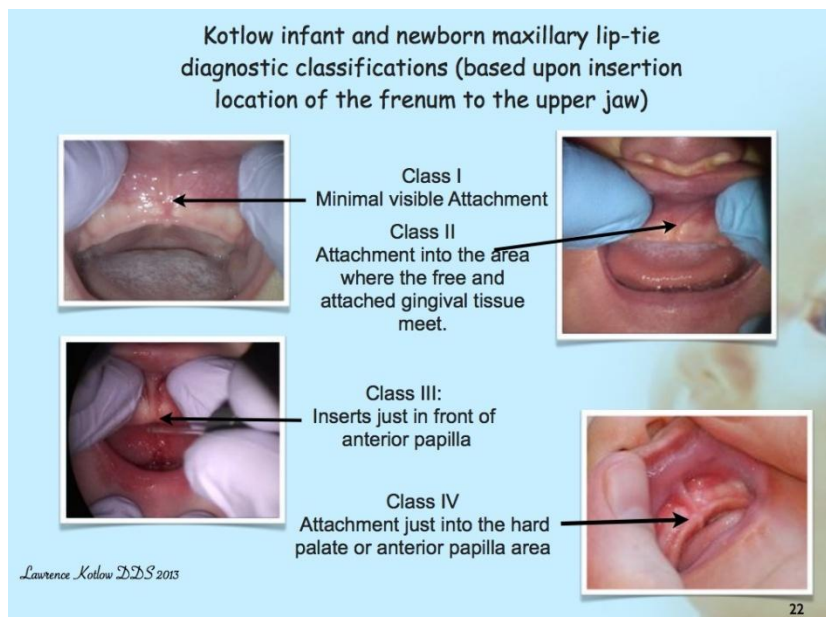 Kotlow infant and newborn maxillary lip-tie
diagnostic classifications (based upon insertion
location of the frenum to the upper jaw)
Class I
Minimal visible Attachment
Class II
Attachment into the area
where the free and
attached gingival tissue
meet.
Class III:
Inserts just in front of
anterior papilla
Class IV
Attachment just into the hard
palate or anterior papilla area
Lawrence Kotlow DDS 2013
22